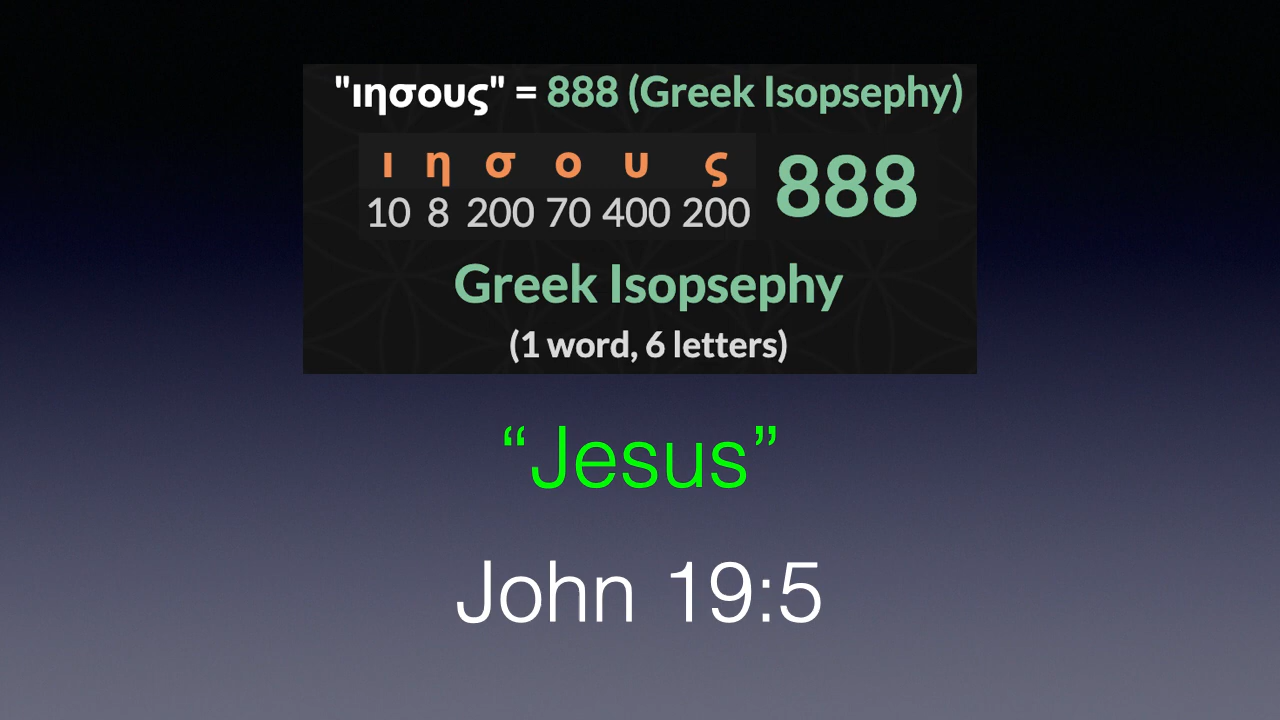 "ιησους" = 888 (Greek Isopsephy)
ι η σ ο υ ς
10 8 200 70 400 200 888
Greek Isopsephy
(1 word, 6 letters)
“Jesus”
John 19:5